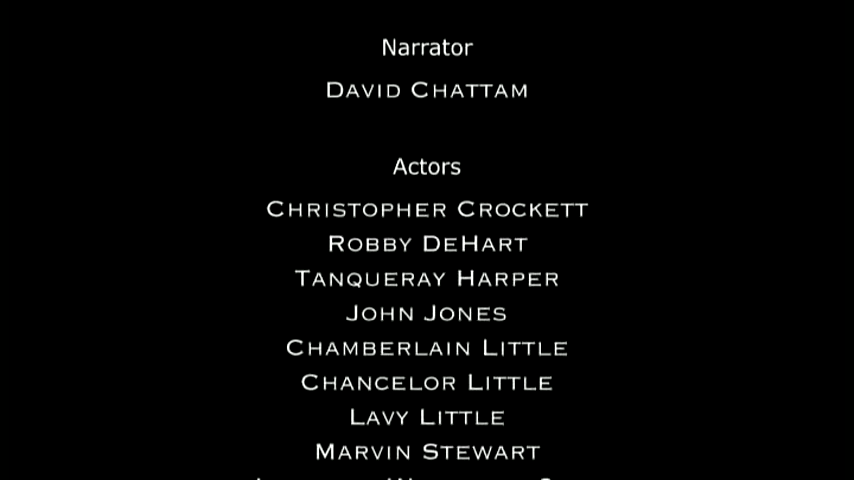 Narrator
DAVID CHATTAM
Actors
CHRISTOPHER CROCKETT
ROBBY DEHART
TANQUERAY HARPER
JOHN JONES
CHAMBERLAIN LITTLE
CHANCELOR LITTLE
LAVY LITTLE
MARVIN STEWART